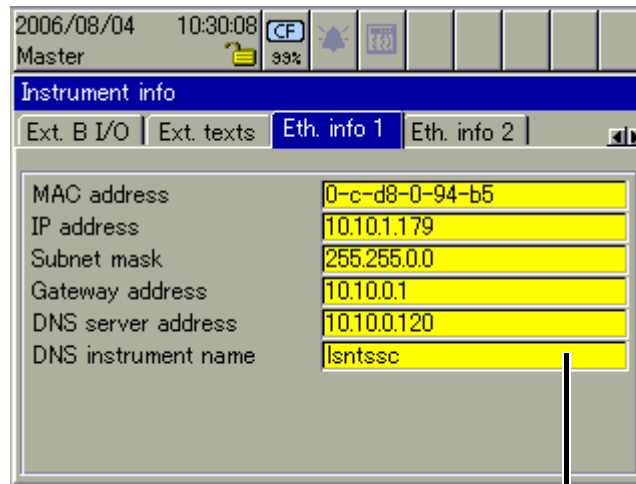 2006/08/04 10:30:08 CF
Master 99%
Instrument info
Ext. B I/O Ext. texts Eth. info 1 Eth. info 2
MAC address 0-c-d8-0-94-b5
IP address 10.10.1.179
Subnet mask 255.255.0.0
Gateway address 10.10.0.1
DNS server address 10.10.0.120
DNS instrument name lsntssc